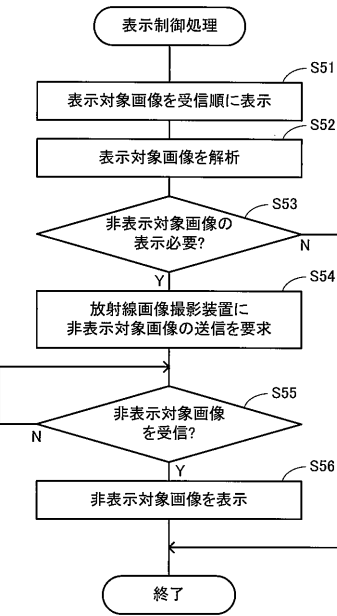 表示制御処理
S51
表示対象画像を受信順に表示
S52
表示対象画像を解析
S53
非表示対象画像の
表示必要?
N
Y
S54
放射線画像撮影装置に
非表示対象画像の送信を要求
S55
非表示対象画像
を受信?
N
Y
S56
非表示対象画像を表示
終了